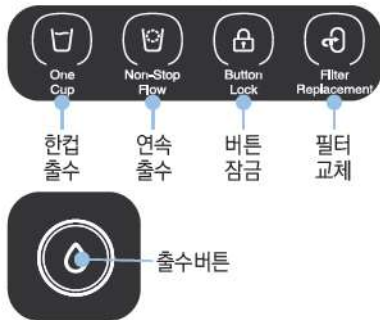 One Cup
Non-Stop Flow
Button Lock
Filter Replacement
한컵 출수
연속 출수
버튼 잠금
필터 교체
출수버튼